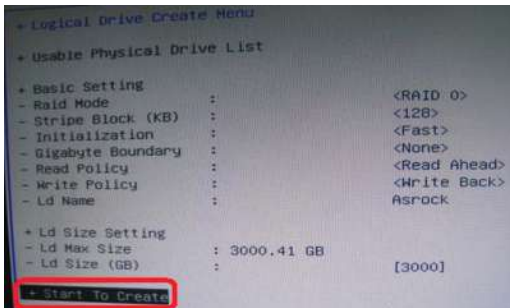 + Logical Drive Create Menu
+ Usable Physical Drive List
+ Basic Setting
- Raid Mode : <RAID 0>
- Stripe Block (KB) : <128>
- Initialization : <Fast>
- Gigabyte Boundary : <None>
- Read Policy : <Read Ahead>
- Write Policy : <Write Back>
- Ld Name : Asrock
+ Ld Size Setting
- Ld Max Size : 3000.41 GB
- Ld Size (GB) : [3000]
+ Start To Create